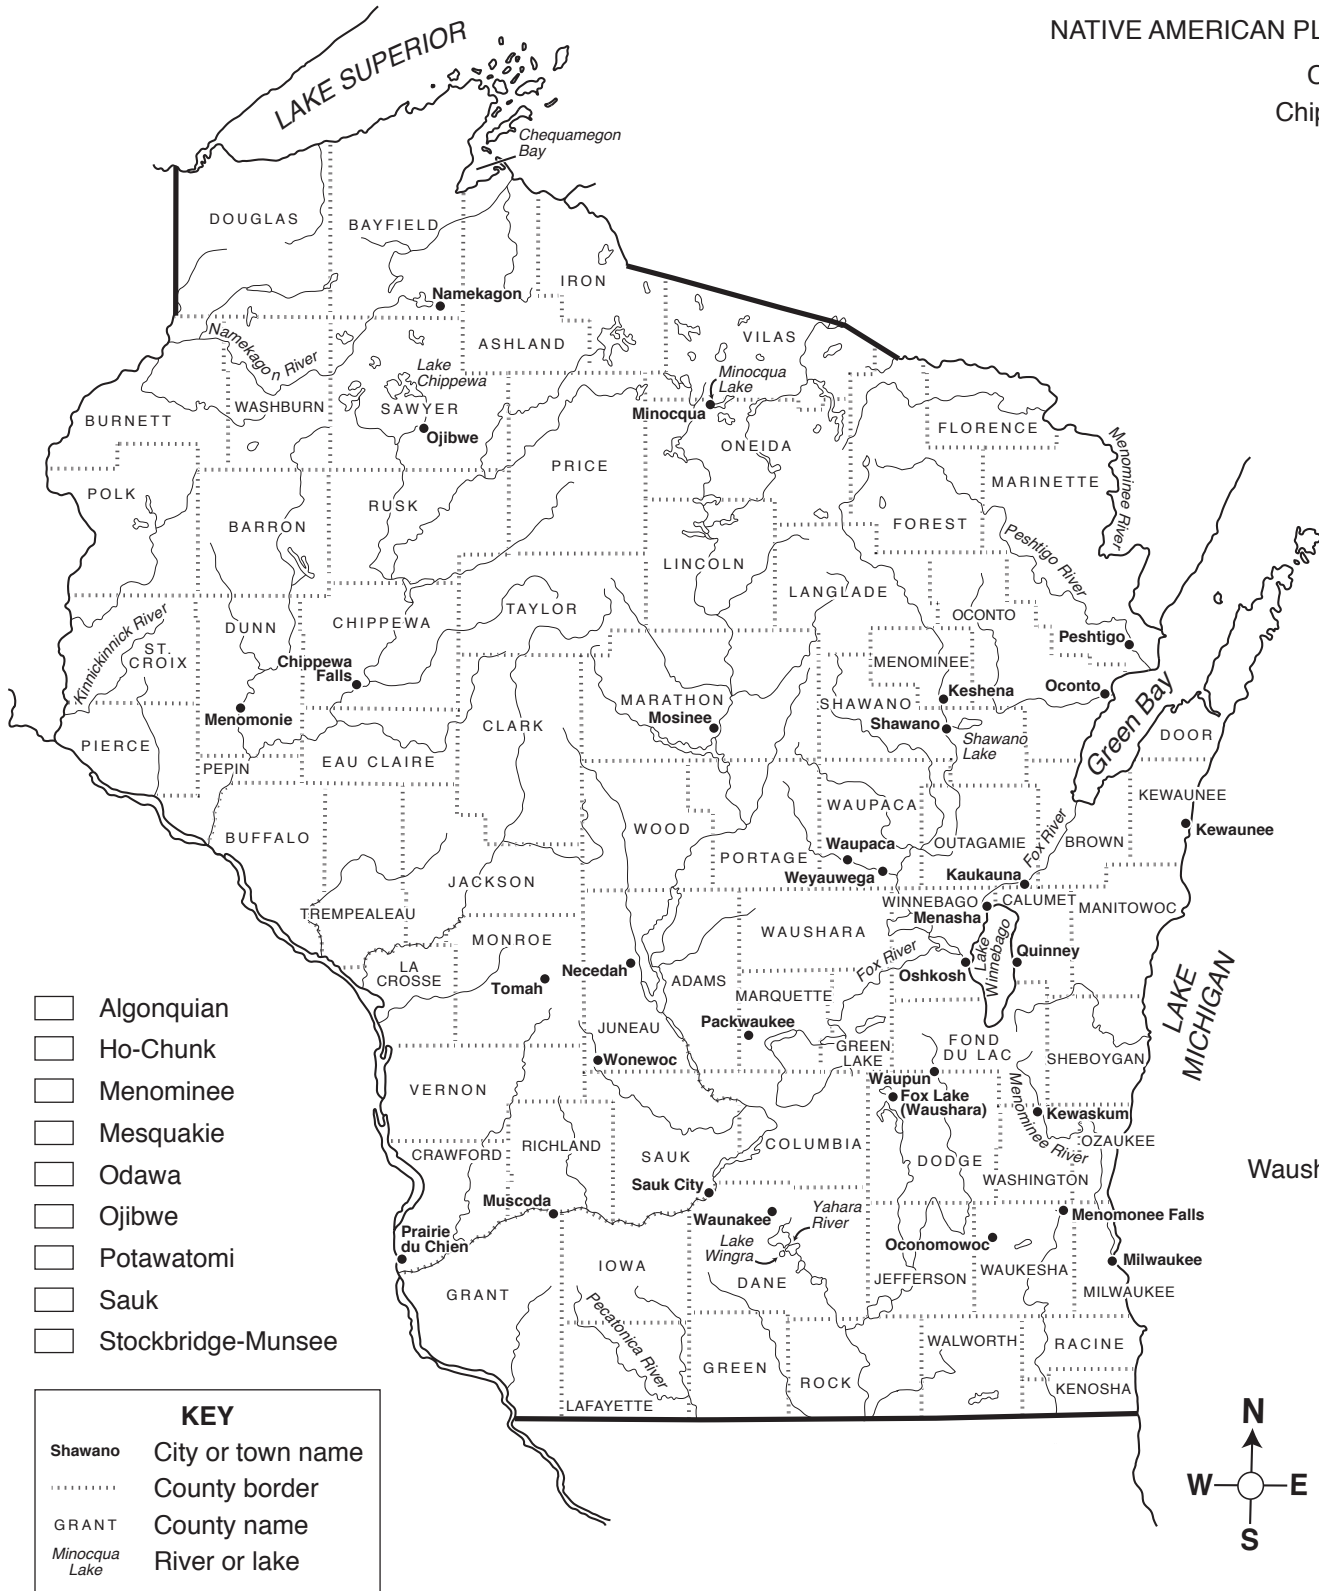 NATIVE AMERICAN PL
C
Chip
LAKE SUPERIOR
Chequamegon
Bay
DOUGLAS
BAYFIELD
IRON
Namekagon
ASHLAND
VILAS
Namekagon River
Lake
Chippewa
Minocqua
Lake
BURNETT
WASHBURN
SAWYER
Ojibwe
Minocqua
ONEIDA
FLORENCE
Menominee River
PRICE
MARINETTE
POLK
BARRON
RUSK
FOREST
Peshtigo River
LINCOLN
LANGLADE
TAYLOR
OCONTO
Kinnickinnick River
DUNN
CHIPPEWA
Peshtigo
ST.
CROIX
Chippewa
Falls
MENOMINEE
Keshena
Oconto
MARATHON
SHAWANO
Menomonie
Mosinee
Shawano
Shawano
Lake
Green Bay
CLARK
PIERCE
PEPIN
EAU CLAIRE
DOOR
KEWAUNEE
BUFFALO
WOOD
WAUPACA
Kewaunee
Waupaca
OUTAGAMIE
Fox River
BROWN
PORTAGE
Weyauwega
Kaukauna
JACKSON
WINNEBAGO
CALUMET
TREMPEALEAU
Menasha
MANITOWOC
WAUSHARA
MONROE
Lake
Winnebago
Quinney
Fox River
Oshkosh
LA
CROSSE
Tomah
Necedah
ADAMS
MARQUETTE
LAKE
MICHIGAN
Packwaukee
JUNEAU
GREEN
LAKE
FOND
DU LAC
SHEBOYGAN
Wonewoc
VERNON
Waupun
Fox Lake
(Waushara)
Menominee River
Kewaskum
COLUMBIA
OZAUKEE
CRAWFORD
RICHLAND
SAUK
DODGE
WASHINGTON
Waush
Sauk City
Muscoda
Waunakee
Yahara
River
Menomonee Falls
Prairie
du Chien
Lake
Wingra
Oconomowoc
Milwaukee
IOWA
DANE
JEFFERSON
WAUKESHA
GRANT
MILWAUKEE
Pecatonica River
GREEN
ROCK
WALWORTH
RACINE
LAFAYETTE
KENOSHA
Algonquian
Ho-Chunk
Menominee
Mesquakie
Odawa
Ojibwe
Potawatomi
Sauk
Stockbridge-Munsee
KEY
Shawano City or town name
County border
GRANT County name
Minocqua
Lake River or lake
N
W E
S